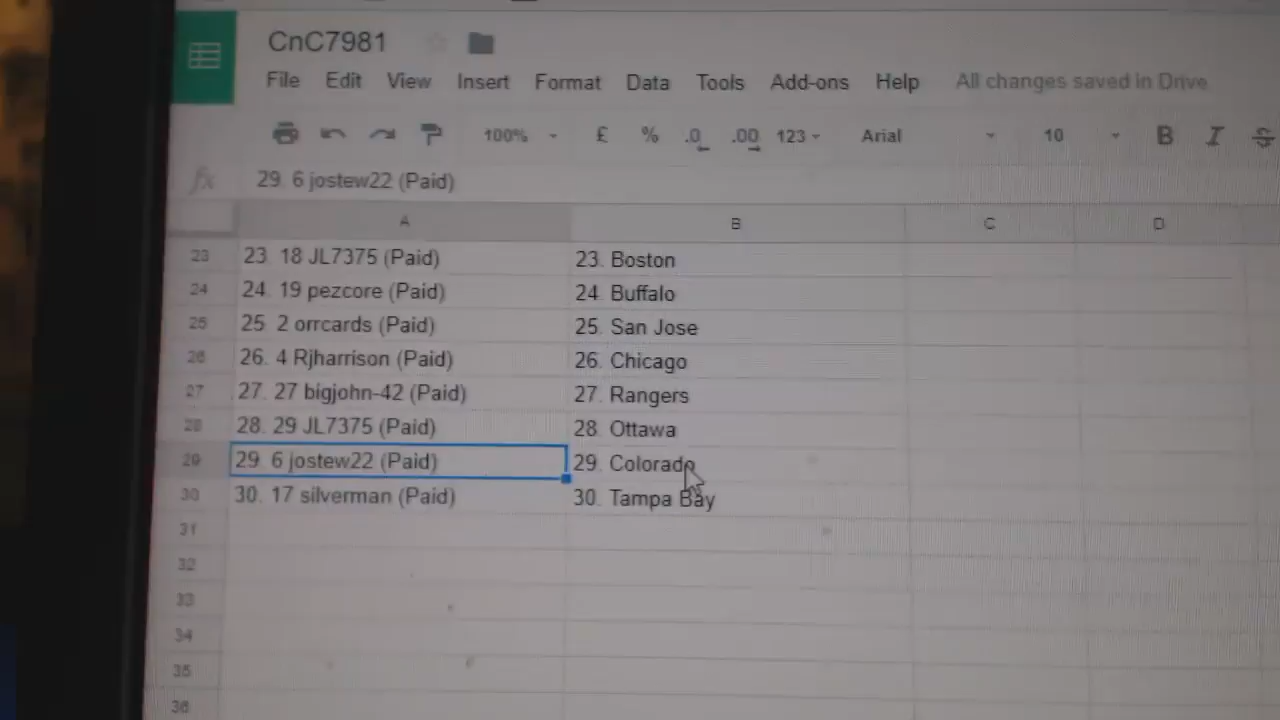 CnC7981
File Edit View Insert Format Data Tools Add-ons Help All changes saved in Drive
100% £ % .0 .00 123 Arial 10 B I S
fx 29. 6 jostew22 (Paid)
A B C D
23 23. 18 JL7375 (Paid) 23. Boston
24 24. 19 pezcore (Paid) 24. Buffalo
25 25. 2 orrcards (Paid) 25. San Jose
26 26. 4 Rjharrison (Paid) 26. Chicago
27 27. 27 bigjohn-42 (Paid) 27. Rangers
28 28. 29 JL7375 (Paid) 28. Ottawa
29 29. 6 jostew22 (Paid) 29. Colorado
30 30. 17 silverman (Paid) 30. Tampa Bay
31
32
33
34
35
36